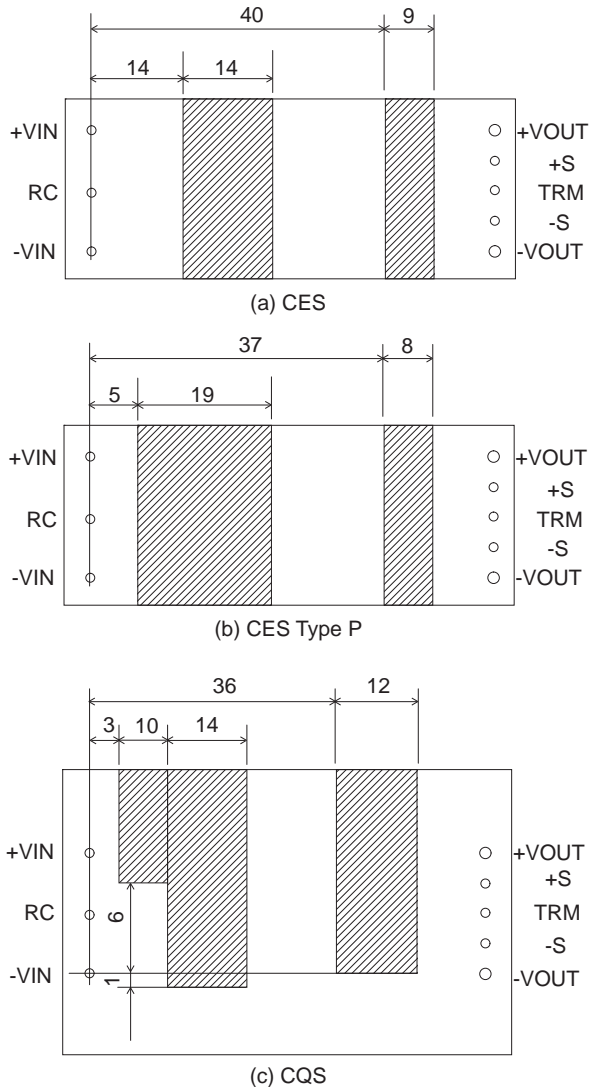 40 9
14 14
+VIN +VOUT
+S
RC TRM
-S
-VIN -VOUT
(a) CES
37 8
5 19
+VIN +VOUT
+S
RC TRM
-S
-VIN -VOUT
(b) CES Type P
36 12
3 10 14
+VIN +VOUT
+S
RC 6 TRM
-S
-VIN 1 -VOUT
(c) CQS